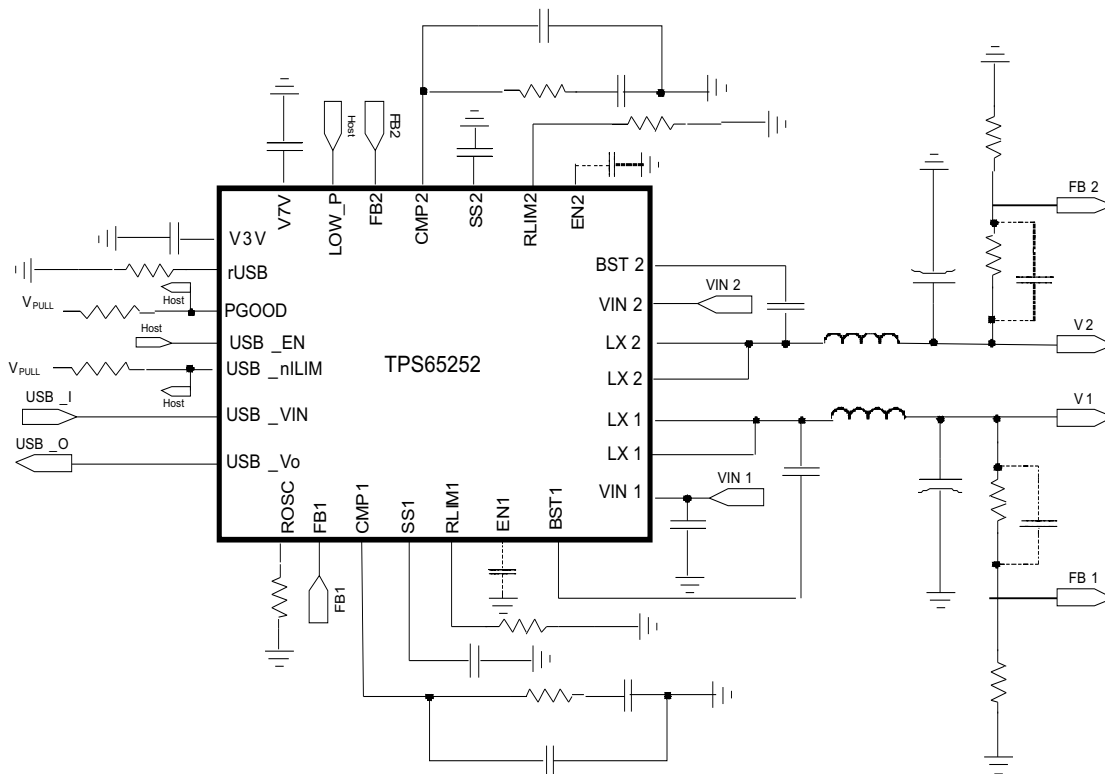 Host
FB2
V7V
LOW_P
FB2
CMP2
SS2
RLIM2
EN2
FB 2
V3V
rUSB
BST 2
VIN 2
VIN 2
Host
VPULL
PGOOD
Host
USB _EN
LX 2
V 2
TPS65252
VPULL
USB _nILIM
LX 2
Host
USB _I
USB _VIN
LX 1
V 1
USB _O
USB _Vo
LX 1
VIN 1
VIN 1
ROSC
FB1
CMP1
SS1
RLIM1
EN1
BST1
FB1
FB 1